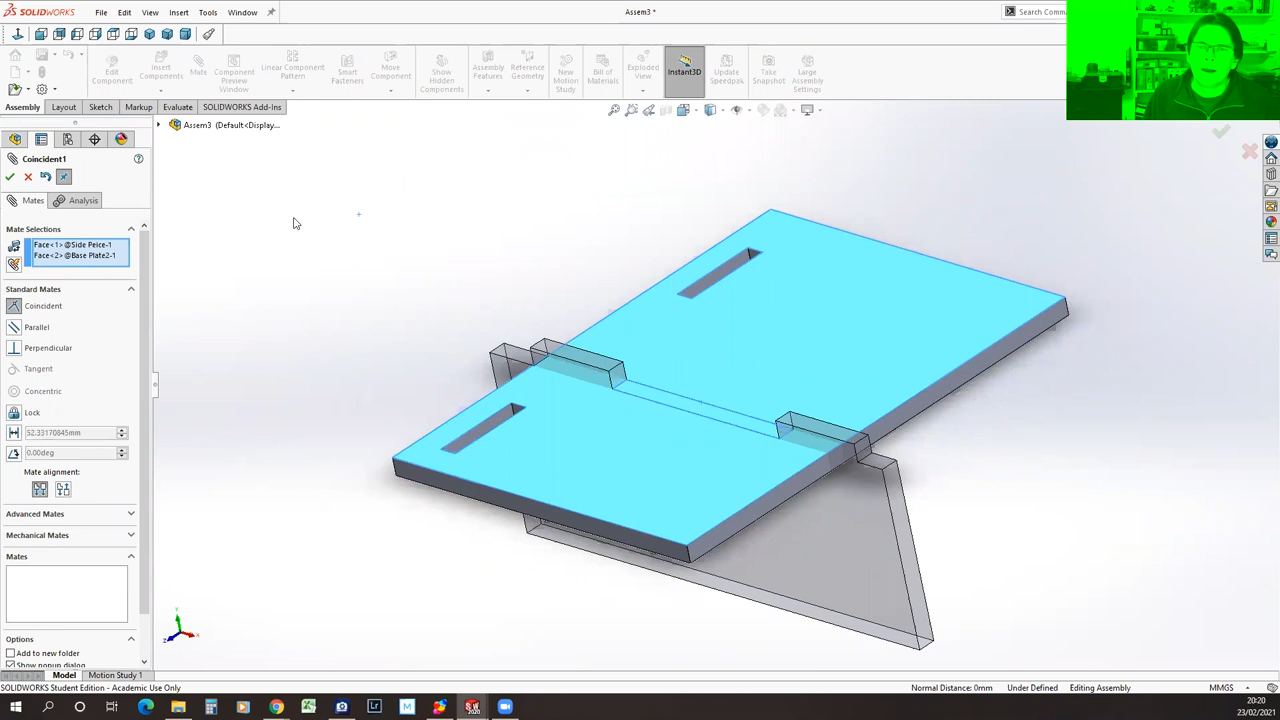 SOLIDWORKS File Edit View Insert Tools Window Assem3 * Search Comm
Edit Component Insert Components Mate Component Preview Window Linear Component Pattern Smart Fasteners Move Component Show Hidden Components Assembly Features Reference Geometry New Motion Study Bill of Materials Exploded View Instant3D Update Speedpak Take Snapshot Large Assembly Settings
Assembly Layout Sketch Markup Evaluate SOLIDWORKS Add-Ins
Assem3 (Default<Display...
Coincident1
Mates Analysis
Mate Selections
Face<1>@Side Peice-1
Face<2>@Base Plate2-1
Standard Mates
Coincident
Parallel
Perpendicular
Tangent
Concentric
Lock
52.33170845mm
0.00deg
Mate alignment:
Advanced Mates
Mechanical Mates
Mates
Options
Add to new folder
Show popup dialog
Model Motion Study 1
SOLIDWORKS Student Edition - Academic Use Only Normal Distance: 0mm Under Defined Editing Assembly MMGS
20:20
23/02/2021